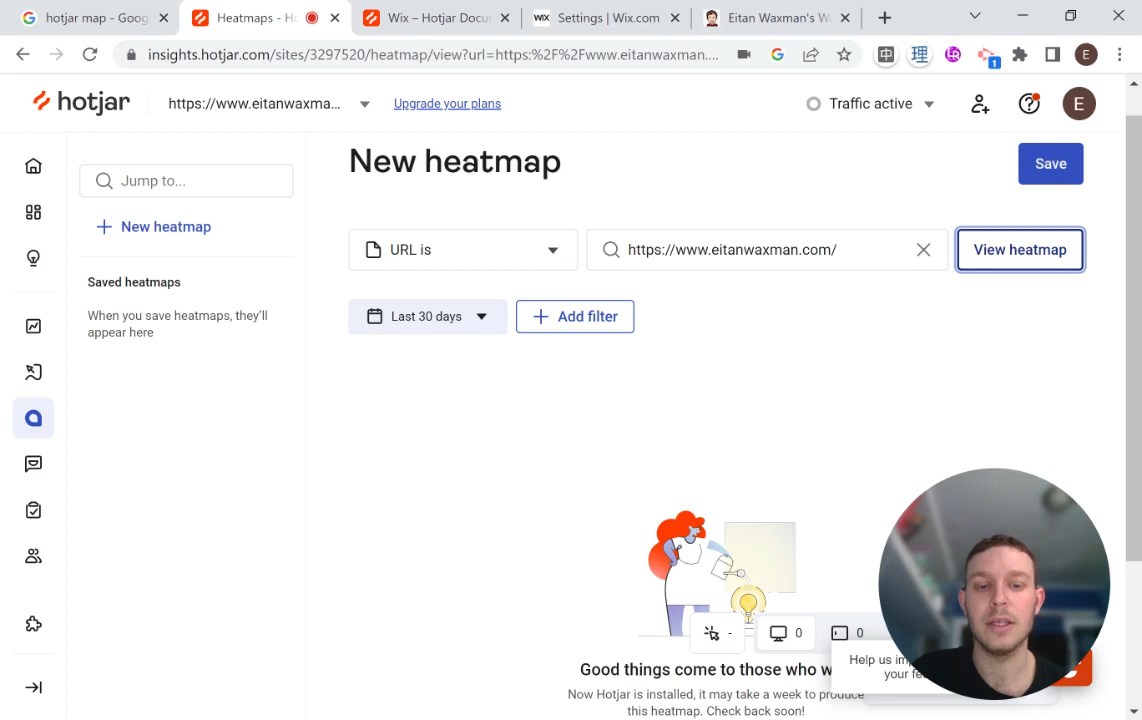 hotjar map - Goog
Heatmaps - Ho
Wix – Hotjar Docu
WIX Settings | Wix.com
Eitan Waxman's W
insights.hotjar.com/sites/3297520/heatmap/view?url=https:%2F%2Fwww.eitanwaxman....
E
hotjar
https://www.eitanwaxma...
Upgrade your plans
Traffic active
E
Jump to...
New heatmap
Saved heatmaps
When you save heatmaps, they'll
appear here
New heatmap
Save
URL is
https://www.eitanwaxman.com/
View heatmap
Last 30 days
Add filter
- 0 0
Help us imp
your fee
Good things come to those who w
Now Hotjar is installed, it may take a week to produce
this heatmap. Check back soon!